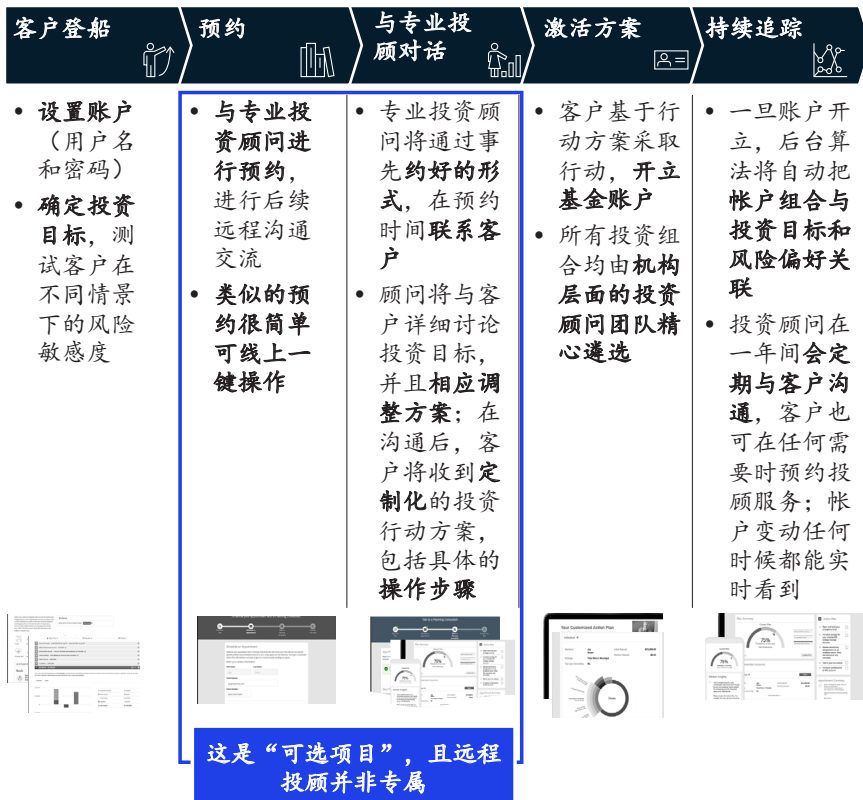 客户登船
预约
与专业投
顾对话
激活方案
持续追踪
• 设置账户
（用户名
和密码）
• 确定投资
目标，测
试客户在
不同情景
下的风险
敏感度
• 与专业投
资顾问进
行预约，
进行后续
远程沟通
交流
• 类似的预
约很简单
可线上一
键操作
• 专业投资顾
问将通过事
先约好的形
式，在预约
时间联系客
户
• 顾问将与客
户详细讨论
投资目标，
并且相应调
整方案；在
沟通后，客
户将收到定
制化的投资
行动方案，
包括具体的
操作步骤
• 客户基于行
动方案采取
行动，开立
基金账户
• 所有投资组
合均由机构
层面的投资
顾问团队精
心遴选
• 一旦账户开
立，后台算
法将自动把
帐户组合与
投资目标和
风险偏好关
联
• 投资顾问在
一年间会定
期与客户沟
通，客户也
可在任何需
要时预约投
顾服务；帐
户变动任何
时候都能实
时看到
Your Customized Action Plan
75%
75%
75%
75%
这是“可选项目”，且远程
投顾并非专属